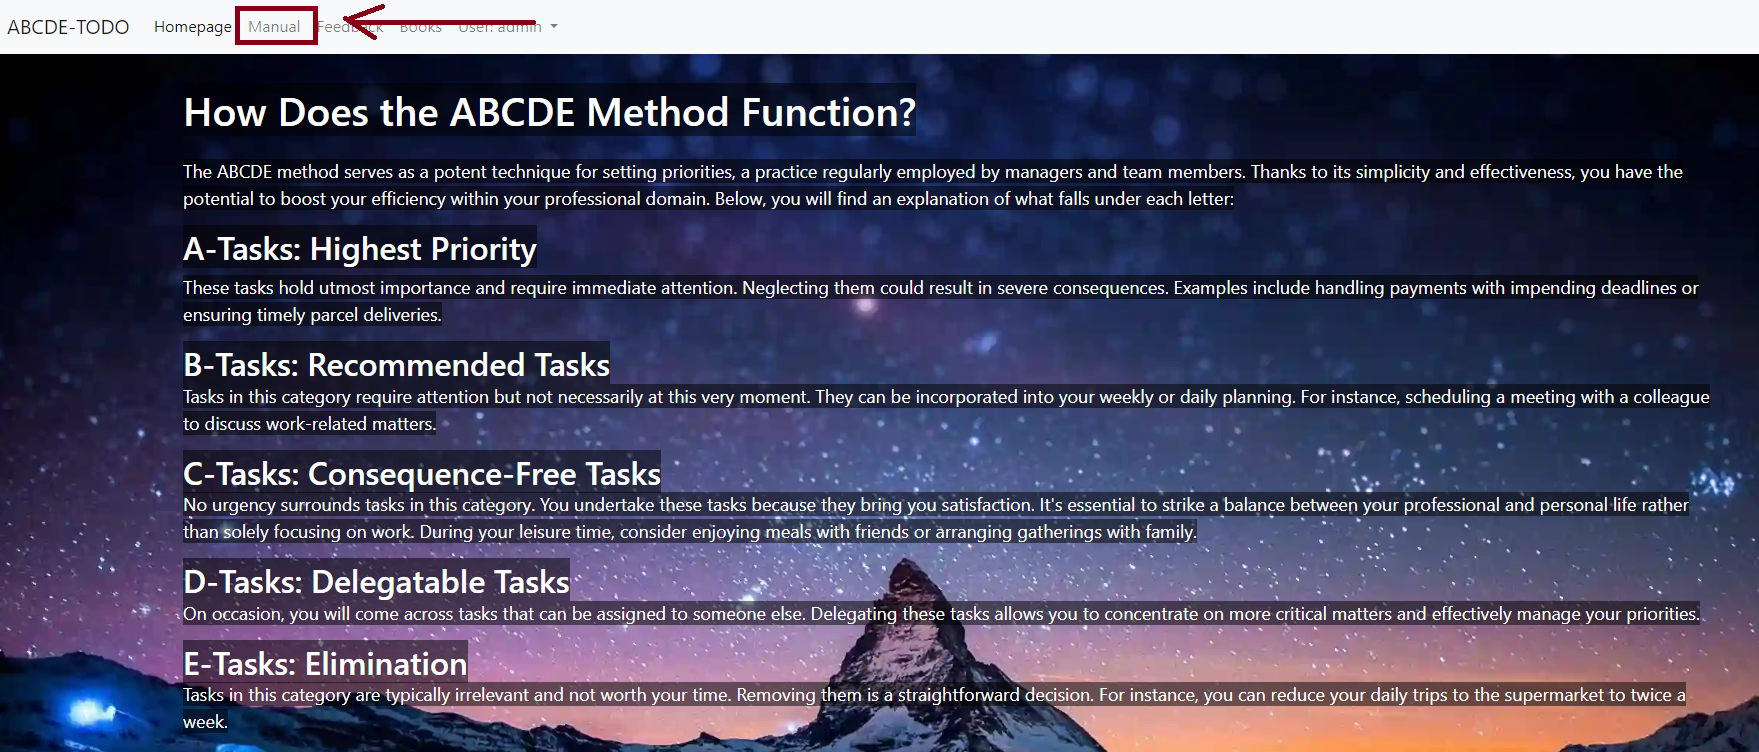 ABCDE-TODO Homepage Manual Feedback Books User: admin
How Does the ABCDE Method Function?
The ABCDE method serves as a potent technique for setting priorities, a practice regularly employed by managers and team members. Thanks to its simplicity and effectiveness, you have the
potential to boost your efficiency within your professional domain. Below, you will find an explanation of what falls under each letter:
A-Tasks: Highest Priority
These tasks hold utmost importance and require immediate attention. Neglecting them could result in severe consequences. Examples include handling payments with impending deadlines or
ensuring timely parcel deliveries.
B-Tasks: Recommended Tasks
Tasks in this category require attention but not necessarily at this very moment. They can be incorporated into your weekly or daily planning. For instance, scheduling a meeting with a colleague
to discuss work-related matters.
C-Tasks: Consequence-Free Tasks
No urgency surrounds tasks in this category. You undertake these tasks because they bring you satisfaction. It's essential to strike a balance between your professional and personal life rather
than solely focusing on work. During your leisure time, consider enjoying meals with friends or arranging gatherings with family.
D-Tasks: Delegatable Tasks
On occasion, you will come across tasks that can be assigned to someone else. Delegating these tasks allows you to concentrate on more critical matters and effectively manage your priorities.
E-Tasks: Elimination
Tasks in this category are typically irrelevant and not worth your time. Removing them is a straightforward decision. For instance, you can reduce your daily trips to the supermarket to twice a
week.